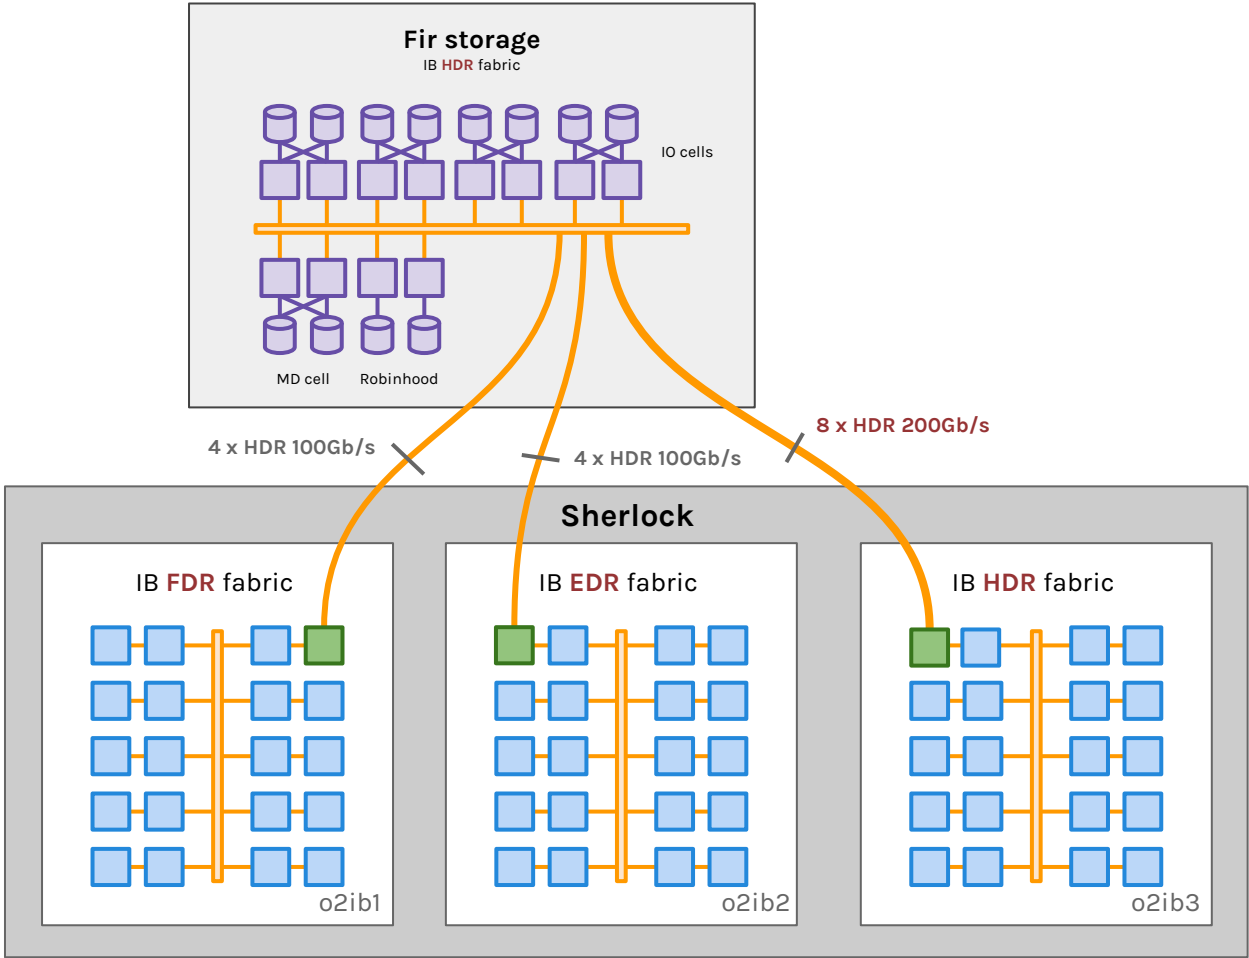 Fir storage
IB HDR fabric
IO cells
MD cell
Robinhood
4 x HDR 100Gb/s
4 x HDR 100Gb/s
8 x HDR 200Gb/s
Sherlock
IB FDR fabric
IB EDR fabric
IB HDR fabric
o2ib1
o2ib2
o2ib3